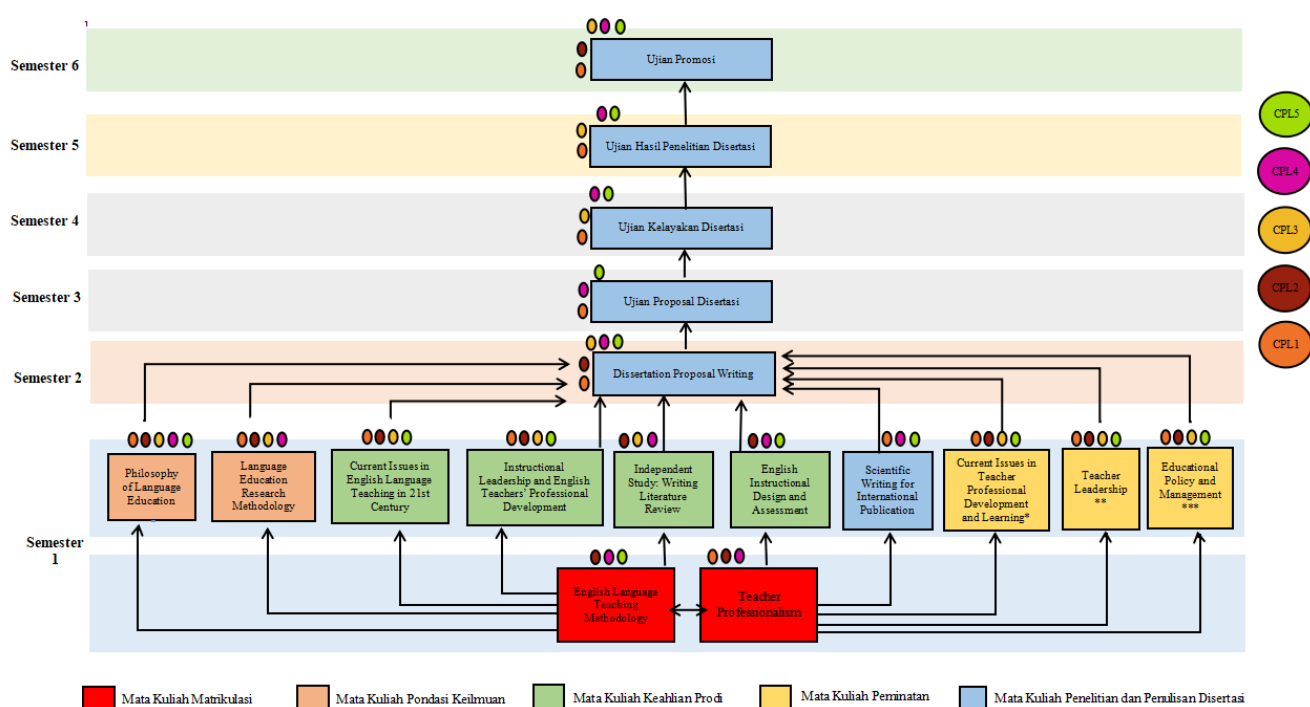 Semester 6
Ujian Promosi
CPL5
Semester 5
Ujian Hasil Penelitian Disertasi
CPL4
Semester 4
Ujian Kelayakan Disertasi
CPL3
Semester 3
Ujian Proposal Disertasi
CPL2
CPL1
Semester 2
Dissertation Proposal Writing
Philosophy
of Language
Education
Language
Education
Research
Methodology
Current Issues in
English Language
Teaching in 21st
Century
Instructional
Leadership and English
Teachers' Professional
Development
Independent
Study: Writing
Literature
Review
English
Instructional
Design and
Assessment
Scientific
Writing for
International
Publication
Current Issues in
Teacher
Professional
Development
and Learning*
Teacher
Leadership
**
Educational
Policy and
Management
***
Semester
1
English Language
Teaching
Methodology
Teacher
Professionalism
Mata Kuliah Matrikulasi
Mata Kuliah Pondasi Keilmuan
Mata Kuliah Keahlian Prodi
Mata Kuliah Peminatan
Mata Kuliah Penelitian dan Penulisan Disertasi